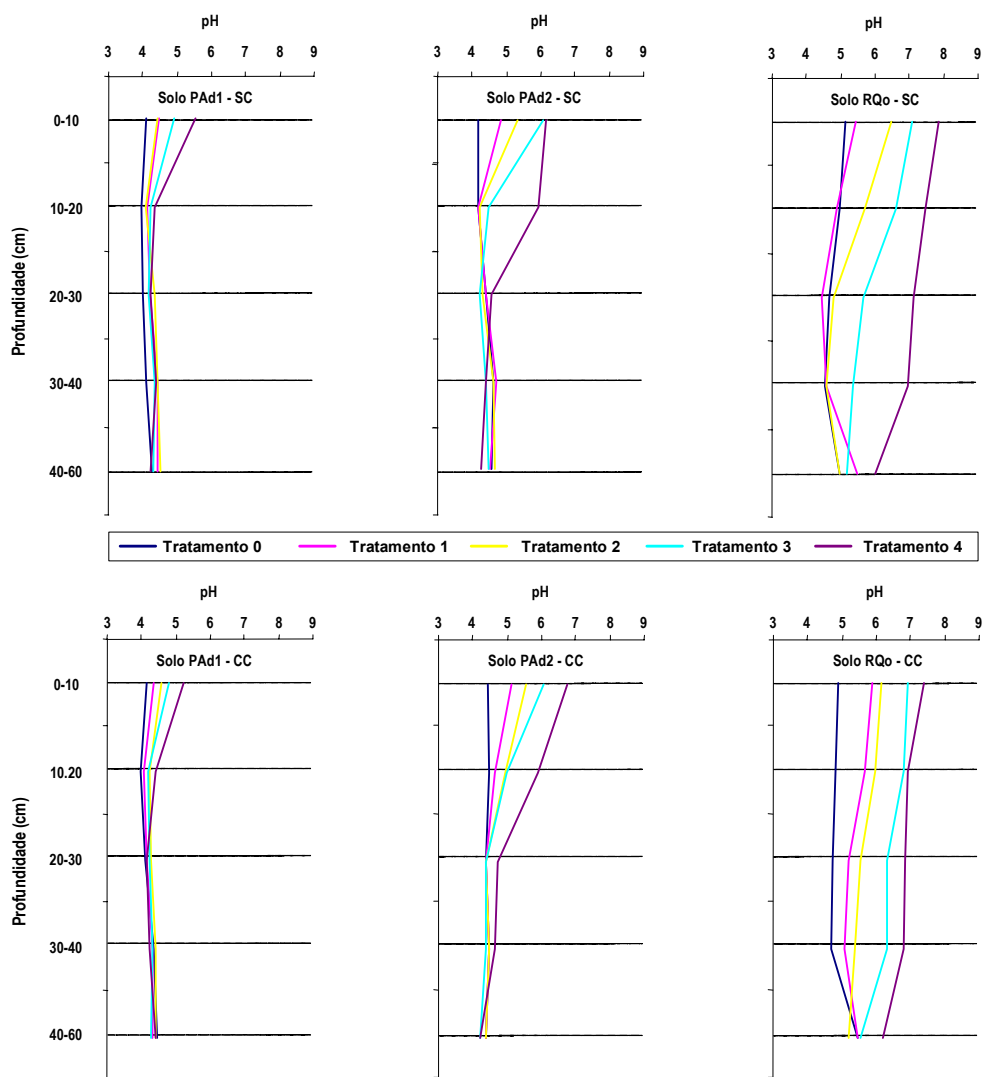 pH pH pH
3 4 5 6 7 8 9 3 4 5 6 7 8 9 3 4 5 6 7 8 9
Solo PAd1 - SC Solo PAd2 - SC Solo RQo - SC
0-10
10-20
20-30
30-40
40-60
Profundidade (cm)
Tratamento 0 Tratamento 1 Tratamento 2 Tratamento 3 Tratamento 4
pH pH pH
3 4 5 6 7 8 9 3 4 5 6 7 8 9 3 4 5 6 7 8 9
Solo PAd1 - CC Solo PAd2 - CC Solo RQo - CC
0-10
10.20
20-30
30-40
40-60
Profundidade (cm)